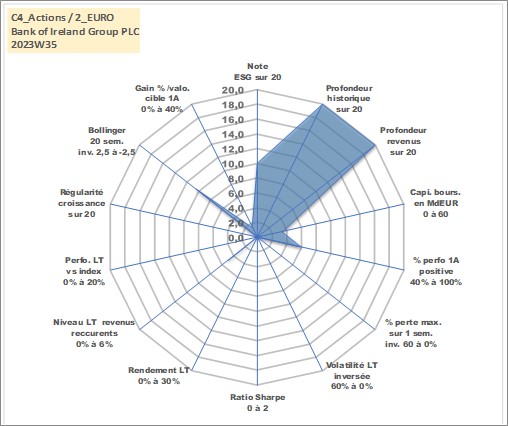 C4_Actions / 2_EURO
Bank of Ireland Group PLC
2023W35
Note
ESG sur 20
Profondeur
historique
sur 20
Profondeur
revenus
sur 20
Capi. bours.
en MdEUR
0 à 60
% perfo 1A
positive
40% à 100%
% perte max.
sur 1 sem.
inv. 60 à 0%
Volatilité LT
inversée
60% à 0%
Ratio Sharpe
0 à 2
Rendement LT
0% à 30%
Niveau LT revenus
reccurents
0% à 6%
Perfo. LT
vs index
0% à 20%
Régularité
croissance
sur 20
Bollinger
20 sem.
inv. 2,5 à -2,5
Gain % /valo.
cible 1A
0% à 40%
20,0
18,0
16,0
14,0
12,0
10,0
8,0
6,0
4,0
2,0
0,0